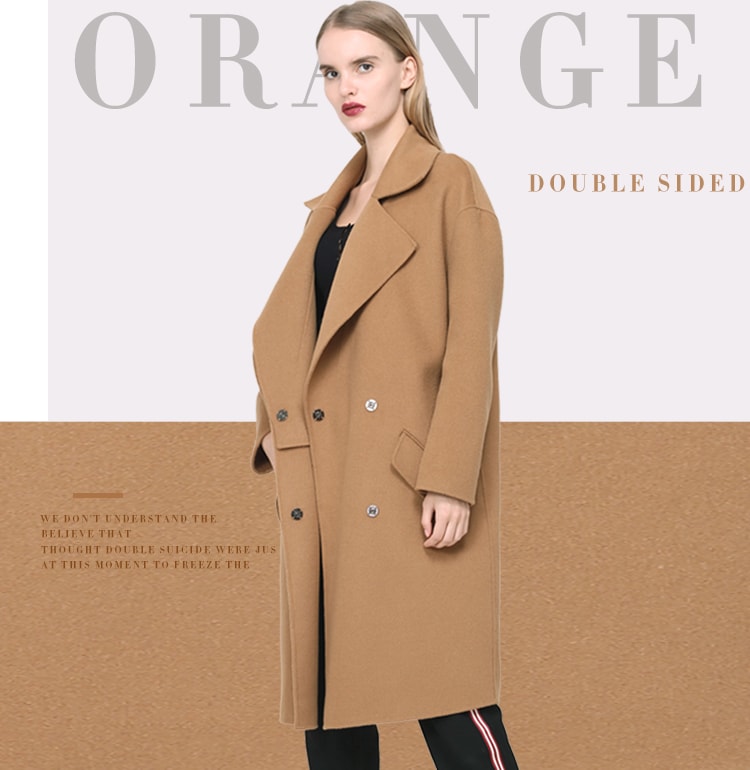 ORANGE
DOUBLE SIDED
WE DON'T UNDERSTAND THE
BELIEVE THAT
THOUGHT DOUBLE SUICIDE WERE JUS
AT THIS MOMENT TO FREEZE THE